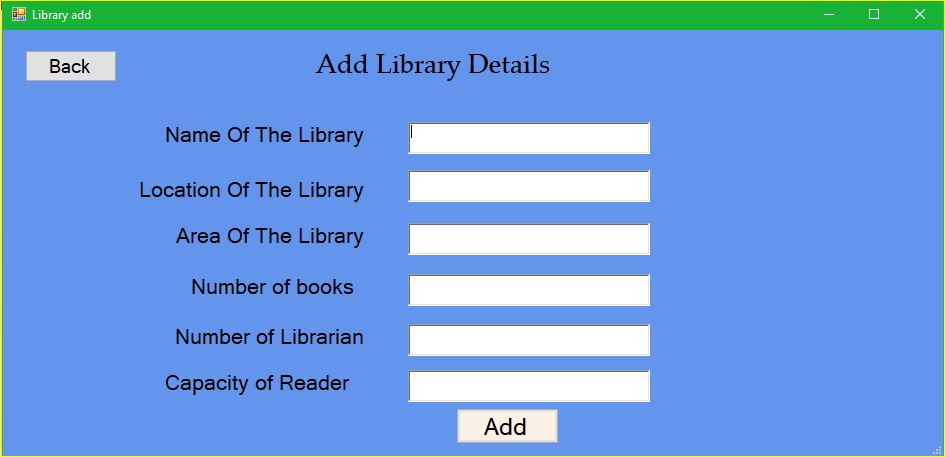 Library add
Back
Add Library Details
Name Of The Library
Location Of The Library
Area Of The Library
Number of books
Number of Librarian
Capacity of Reader
Add